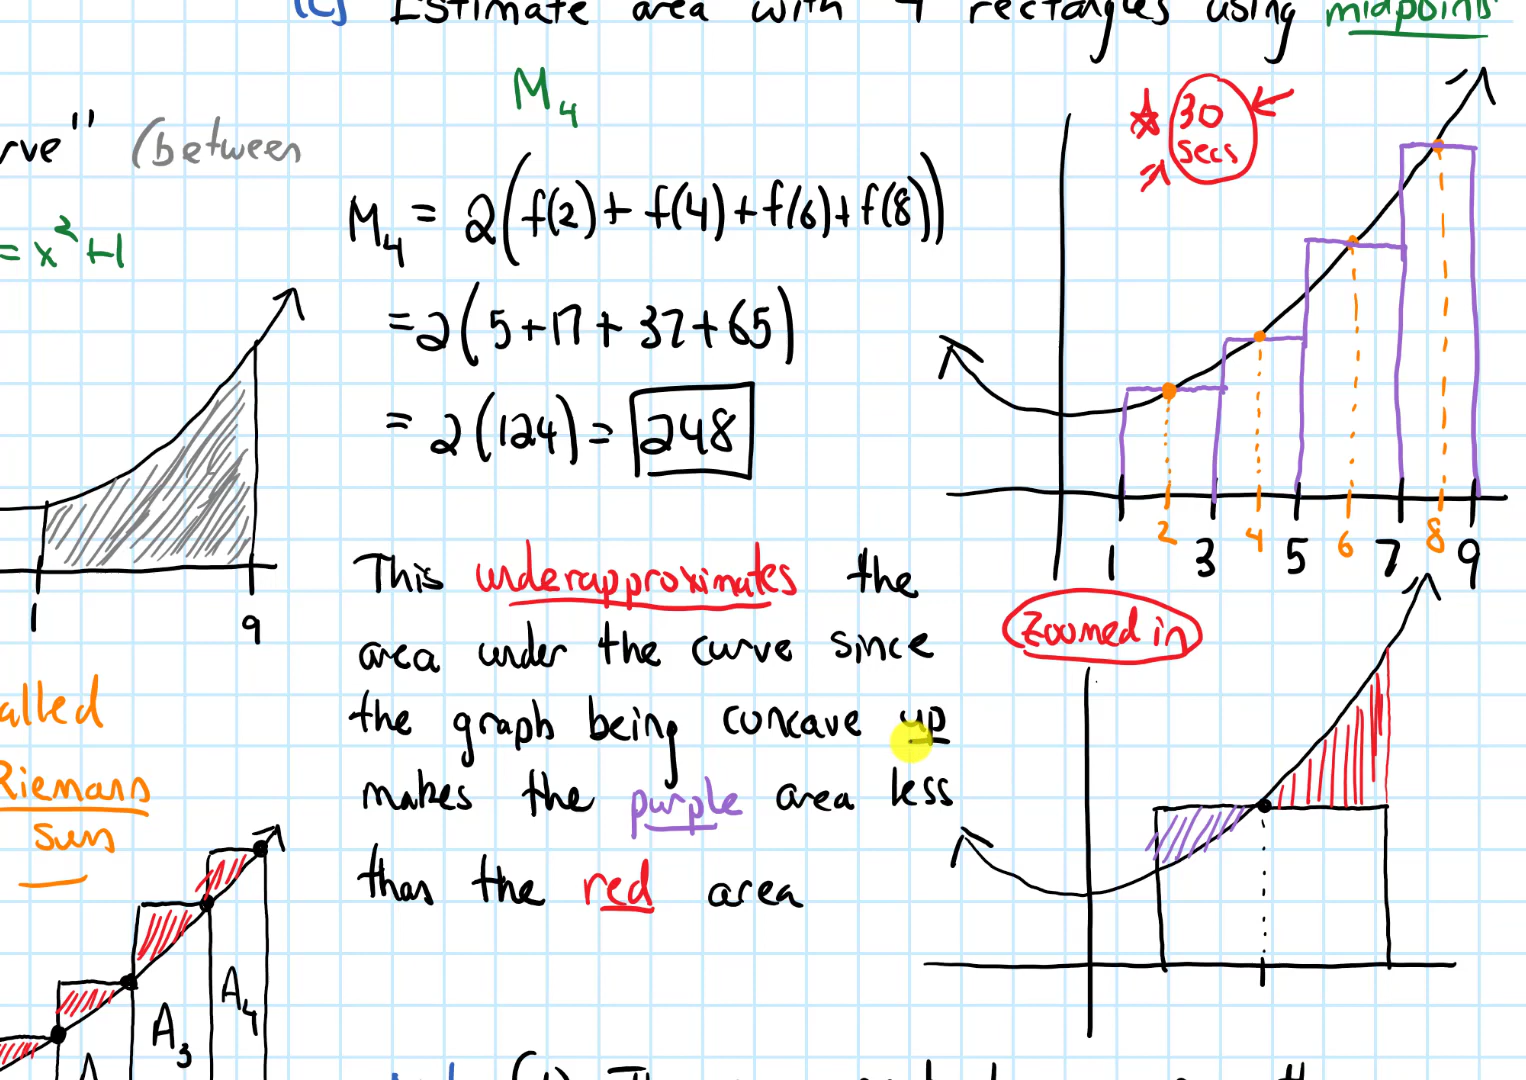 (c) Estimate area with 4 rectangles using midpoints
M4
rve" (between
= x²+1
M4 = 2(f(2)+ f(4)+f(6)+f(8))
=2(5+17+37+65)
= 2(124)= 248
30
secs
1 2 3 4 5 6 7 8 9
1 9
This underapproximates the
area under the curve since
the graph being concave up
makes the purple area less
than the red area
Zoomed in
alled
Riemann
sum
A4
A3
A